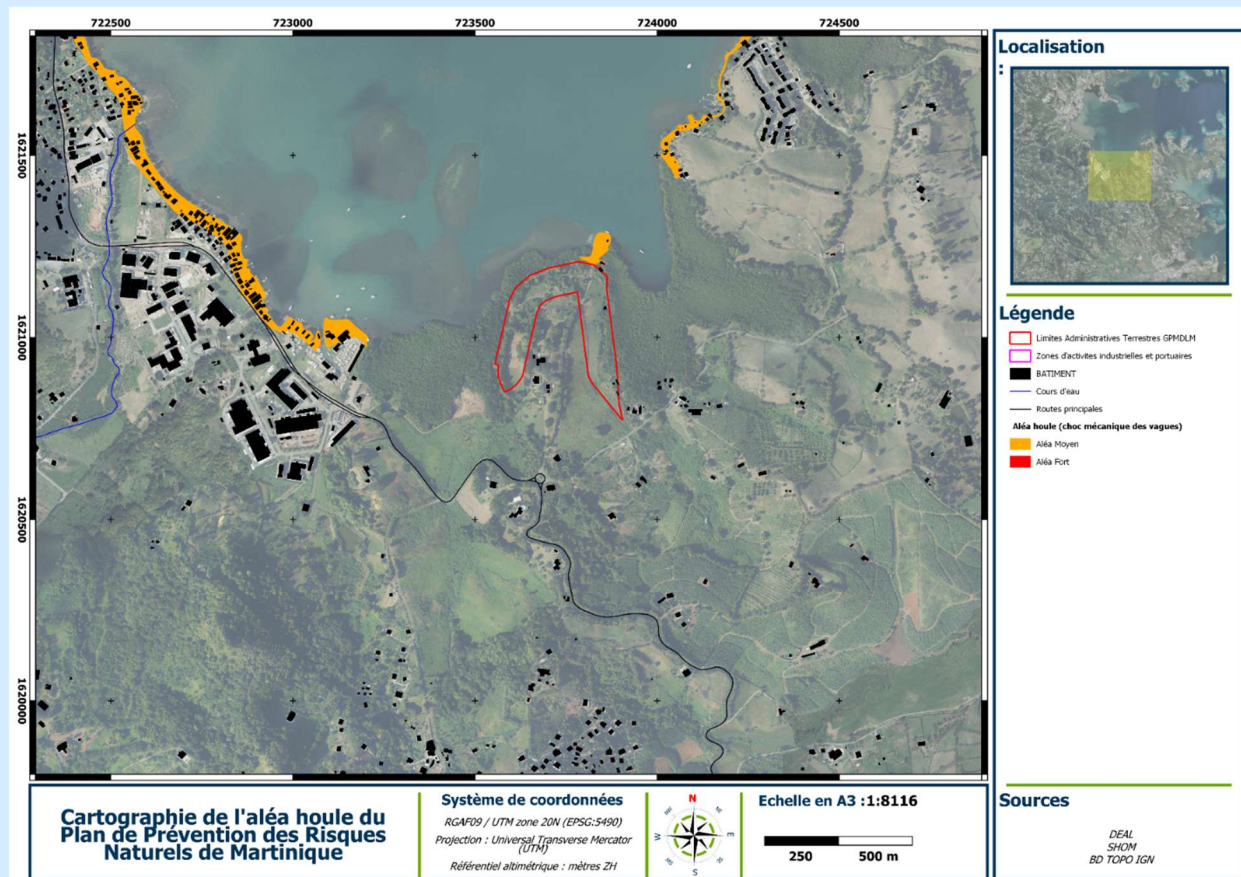 722500 723000 723500 724000 724500
1621500
1621000
1620500
1620000
Localisation
:
Légende
Limites Administratives Terrestres GPMDLM
Zones d'activites industrielles et portuaires
BATIMENT
Cours d'eau
Routes principales
Aléa houle (choc mécanique des vagues)
Aléa Moyen
Aléa Fort
Cartographie de l'aléa houle du
Plan de Prévention des Risques
Naturels de Martinique
Système de coordonnées
RGAF09 / UTM zone 20N (EPSG:5490)
Projection : Universal Transverse Mercator
(UTM)
Référentiel altimétrique : mètres ZH
N
NW NE
W E
SW SE
S
Echelle en A3 :1:8116
250 500 m
Sources
DEAL
SHOM
BD TOPO IGN